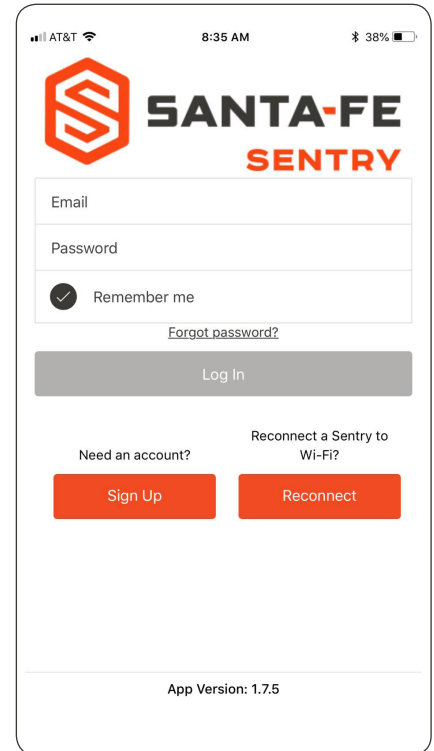 AT&T 8:35 AM 38%
SANTA-FE
SENTRY
Email
Password
Remember me
Forgot password?
Log In
Need an account?
Reconnect a Sentry to
Wi-Fi?
Sign Up
Reconnect
App Version: 1.7.5